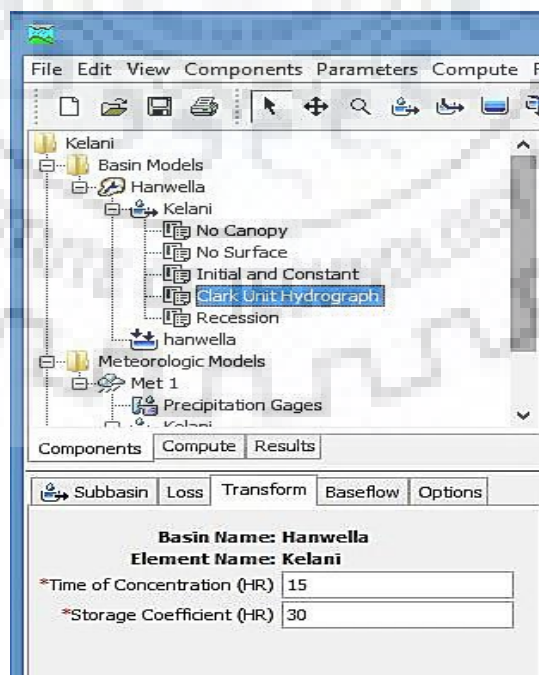 File Edit View Components Parameters Compute
Kelani
Basin Models
Hanwella
Kelani
No Canopy
No Surface
Initial and Constant
Clark Unit Hydrograph
Recession
hanwella
Meteorologic Models
Met 1
Precipitation Gages
Kelani
Components Compute Results
Subbasin Loss Transform Baseflow Options
Basin Name: Hanwella
Element Name: Kelani
*Time of Concentration (HR) 15
*Storage Coefficient (HR) 30